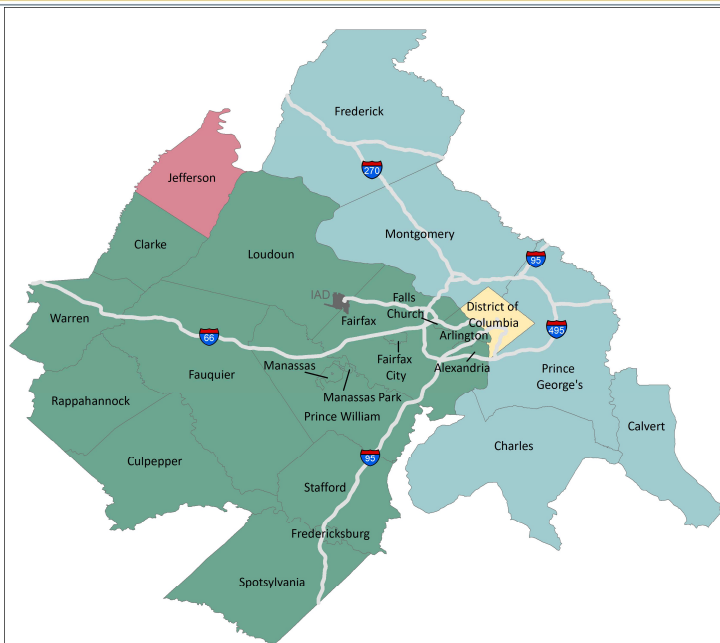 Frederick
270
Jefferson
Montgomery
Clarke
Loudoun
95
IAD
Falls
Church
District of
Columbia
Fairfax
Warren
66
Arlington
495
Fairfax
City
Manassas
Alexandria
Fauquier
Prince
George's
Manassas Park
Rappahannock
Prince William
Calvert
Charles
Culpepper
95
Stafford
Fredericksburg
Spotsylvania